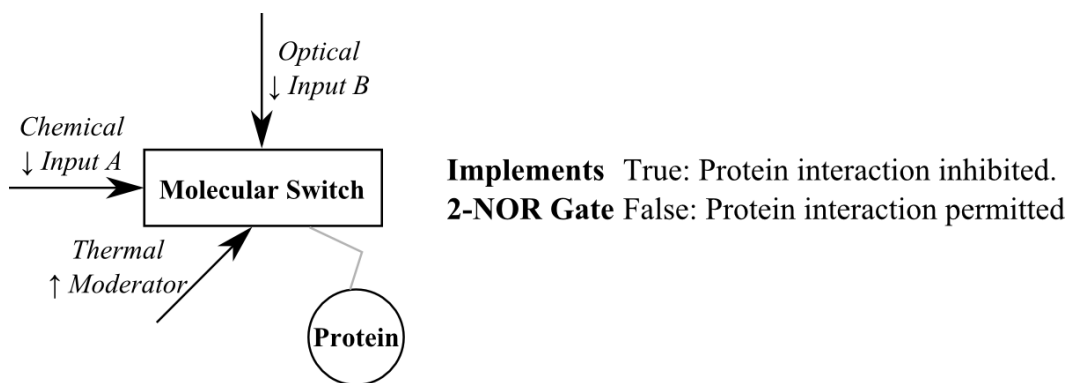 Optical
↓ Input B
Chemical
↓ Input A
Molecular Switch
Thermal
↑ Moderator
Protein
Implements True: Protein interaction inhibited.
2-NOR Gate False: Protein interaction permitted